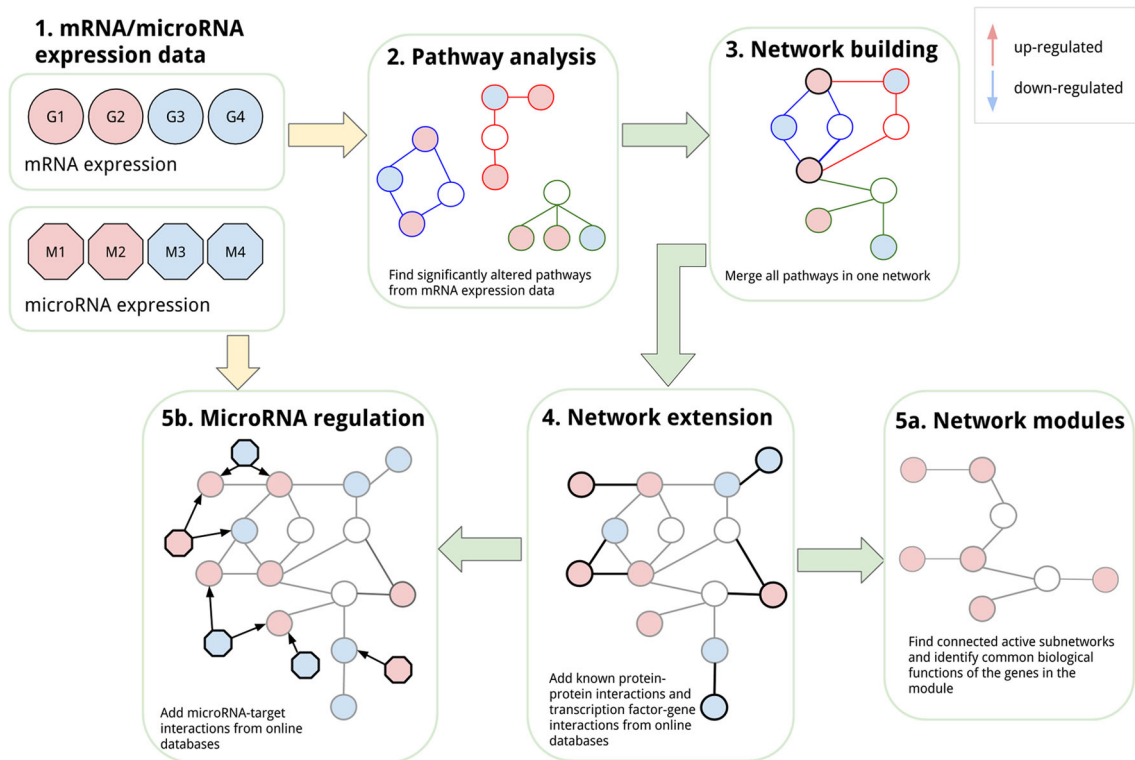 1. mRNA/microRNA
expression data
G1 G2 G3 G4
mRNA expression
M1 M2 M3 M4
microRNA expression
2. Pathway analysis
Find significantly altered pathways
from mRNA expression data
3. Network building
Merge all pathways in one network
up-regulated
down-regulated
5b. MicroRNA regulation
Add microRNA-target
interactions from online
databases
4. Network extension
Add known protein-
protein interactions and
transcription factor-gene
interactions from online
databases
5a. Network modules
Find connected active subnetworks
and identify common biological
functions of the genes in the
module